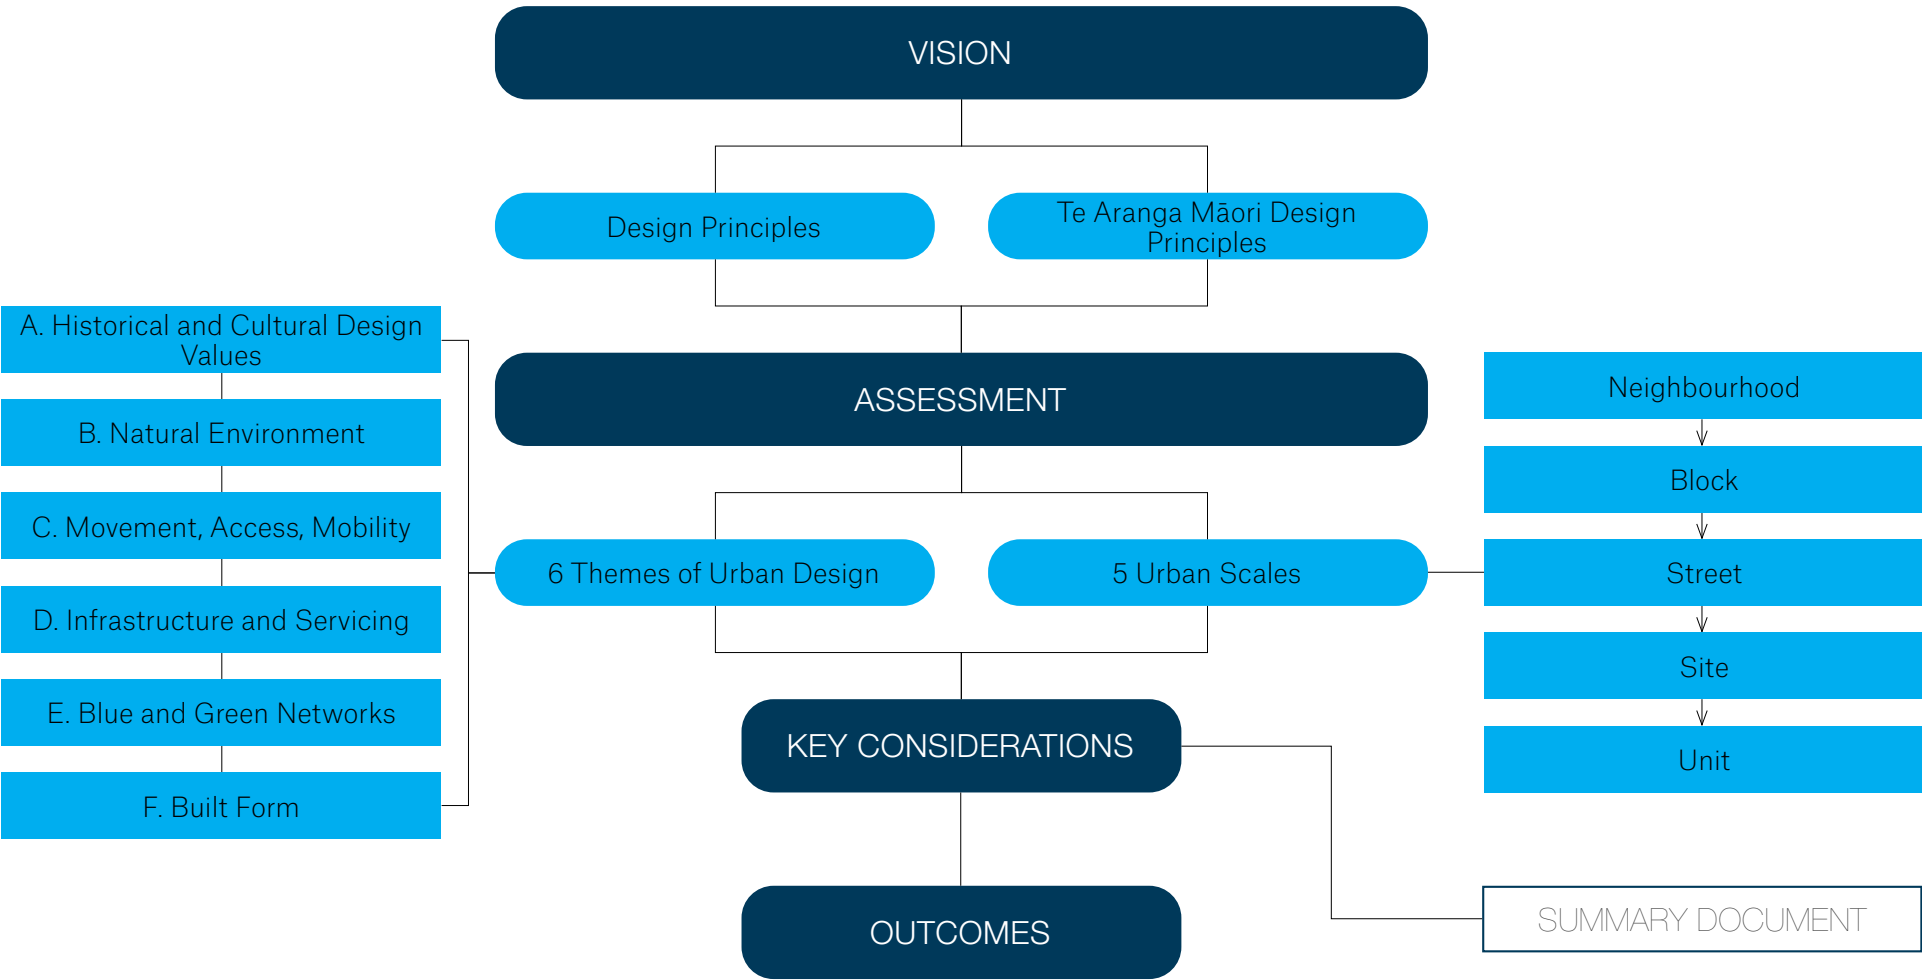 VISION
Design Principles
Te Aranga Māori Design
Principles
A. Historical and Cultural Design
Values
B. Natural Environment
C. Movement, Access, Mobility
D. Infrastructure and Servicing
E. Blue and Green Networks
F. Built Form
ASSESSMENT
6 Themes of Urban Design
5 Urban Scales
Neighbourhood
Block
Street
Site
Unit
KEY CONSIDERATIONS
OUTCOMES
SUMMARY DOCUMENT